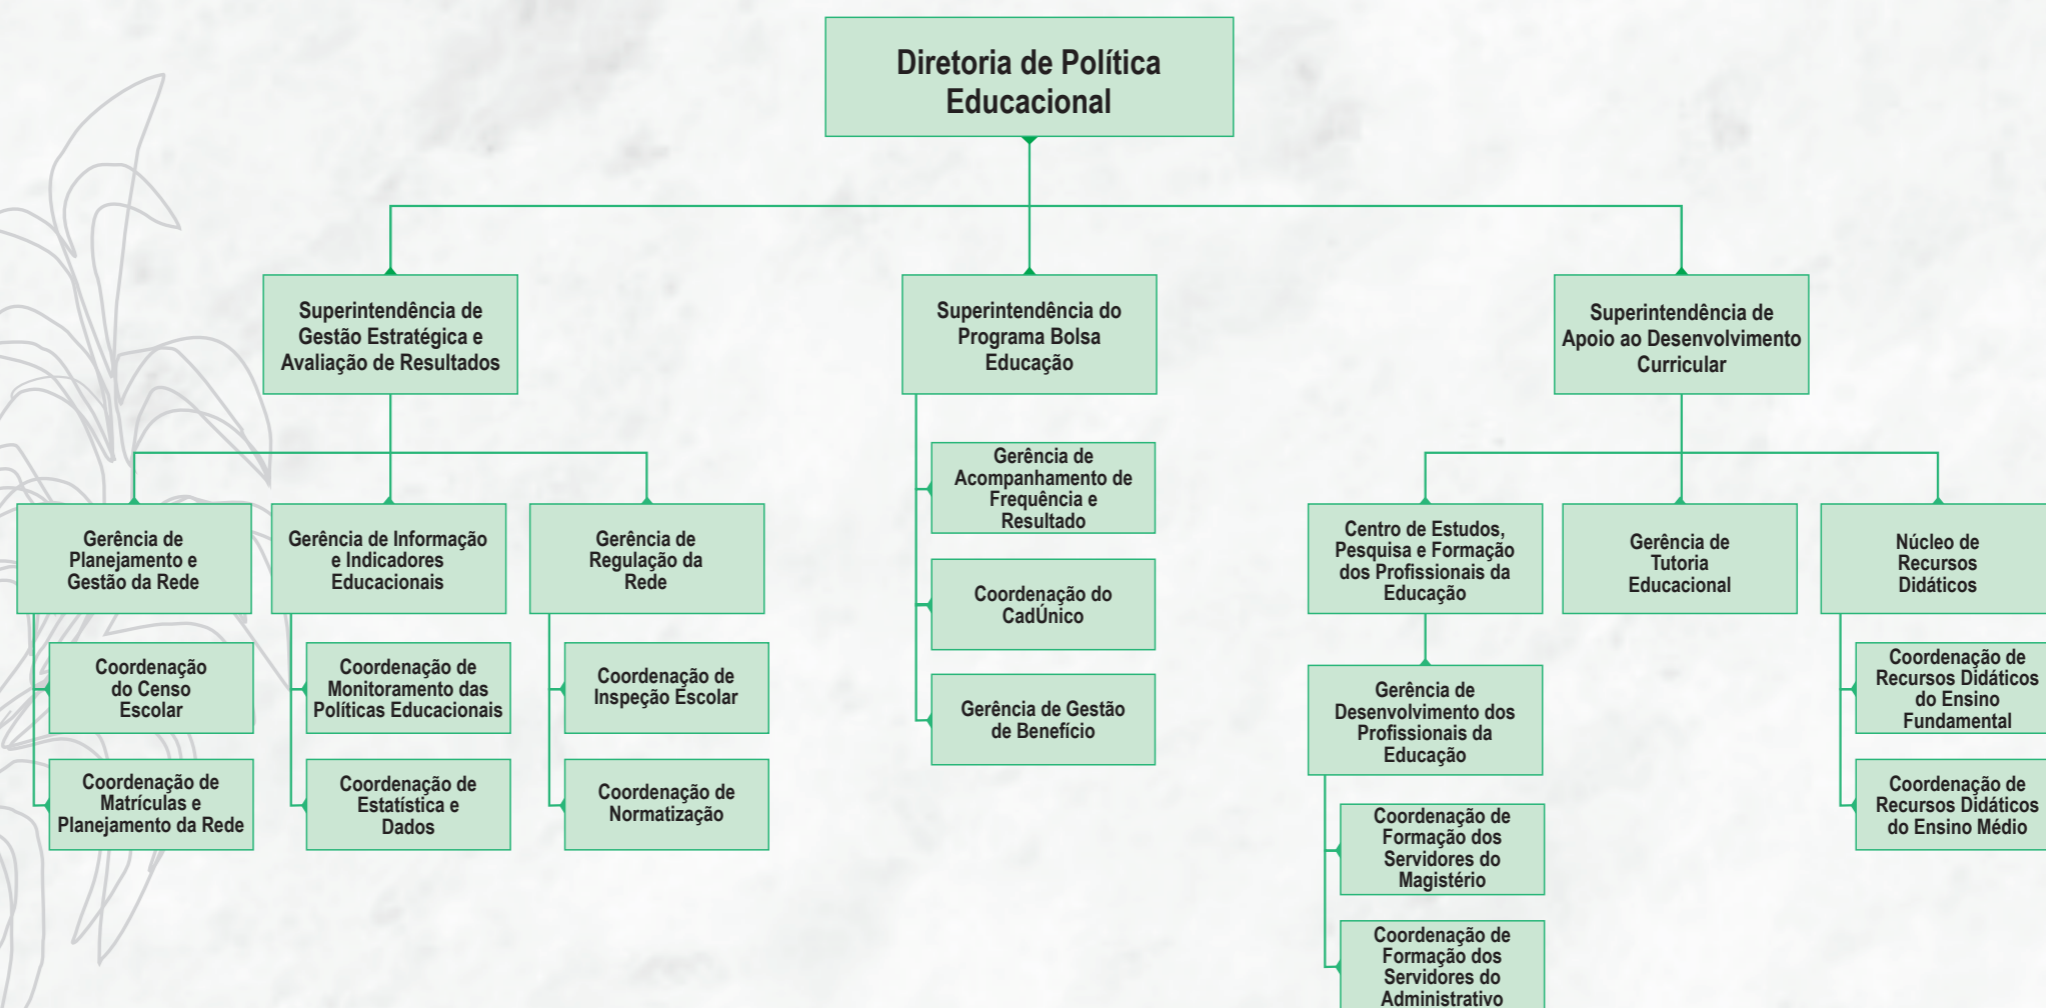 Diretoria de Política
Educacional
Superintendência de
Gestão Estratégica e
Avaliação de Resultados
Superintendência do
Programa Bolsa
Educação
Superintendência de
Apoio ao Desenvolvimento
Curricular
Gerência de
Planejamento e
Gestão da Rede
Coordenação
do Censo
Escolar
Coordenação de
Matrículas e
Planejamento da Rede
Gerência de Informação
e Indicadores
Educacionais
Coordenação de
Monitoramento das
Políticas Educacionais
Coordenação de
Estatística e
Dados
Gerência de
Regulação da
Rede
Coordenação de
Inspeção Escolar
Coordenação de
Normatização
Gerência de
Acompanhamento de
Frequência e
Resultado
Coordenação do
CadÚnico
Gerência de Gestão
de Benefício
Centro de Estudos,
Pesquisa e Formação
dos Profissionais da
Educação
Gerência de
Desenvolvimento dos
Profissionais da
Educação
Coordenação de
Formação dos
Servidores do
Magistério
Coordenação de
Formação dos
Servidores do
Administrativo
Gerência de
Tutoria
Educacional
Núcleo de
Recursos
Didáticos
Coordenação de
Recursos Didáticos
do Ensino
Fundamental
Coordenação de
Recursos Didáticos
do Ensino Médio